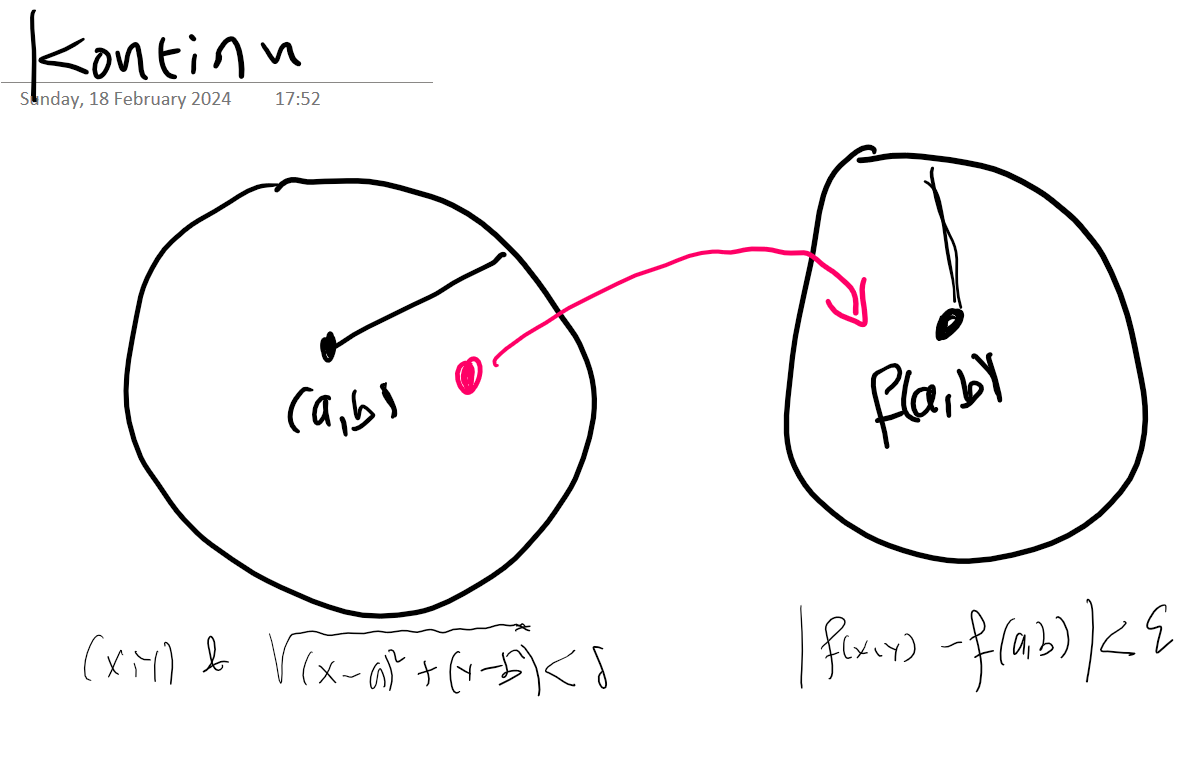 Kontinu
Sunday, 18 February 2024 17:52
(a,b)
f(a,b)
(x,y) & √(x-a)² + (y-b)² < δ
|f(x,y) - f(a,b)| < ε